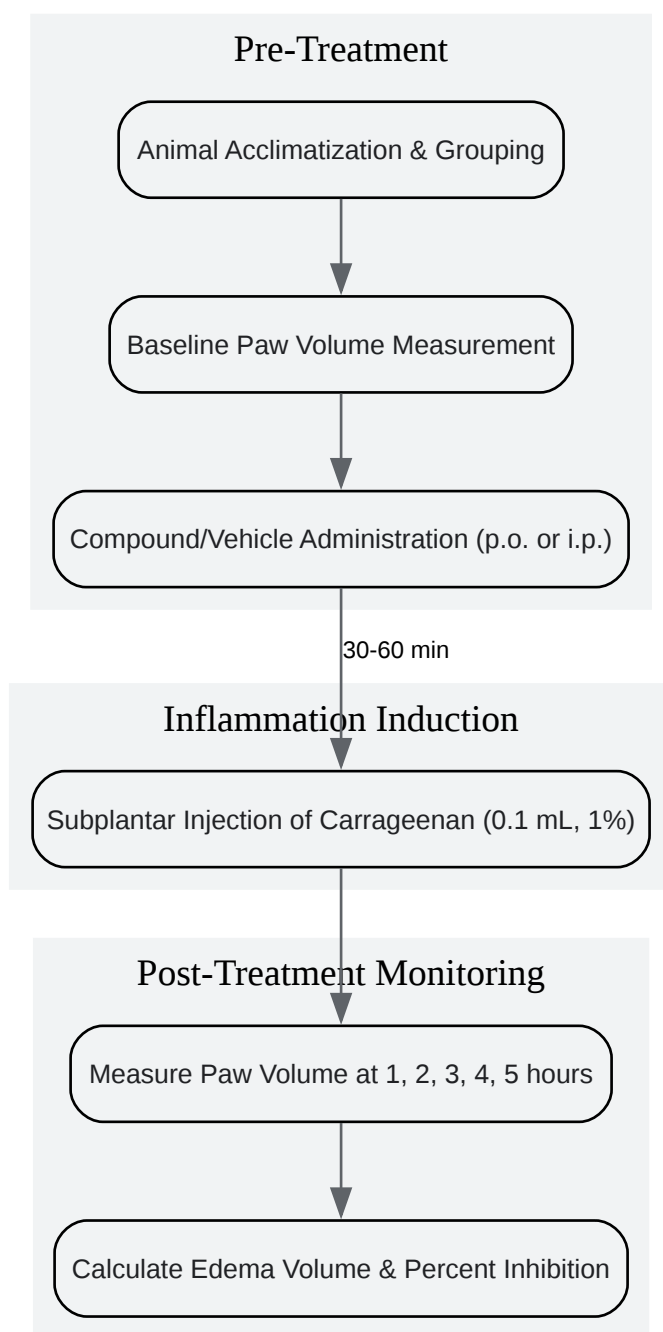 Pre-Treatment
Animal Acclimatization & Grouping
Baseline Paw Volume Measurement
Compound/Vehicle Administration (p.o. or i.p.)
30-60 min
Inflammation Induction
Subplantar Injection of Carrageenan (0.1 mL, 1%)
Post-Treatment Monitoring
Measure Paw Volume at 1, 2, 3, 4, 5 hours
Calculate Edema Volume & Percent Inhibition